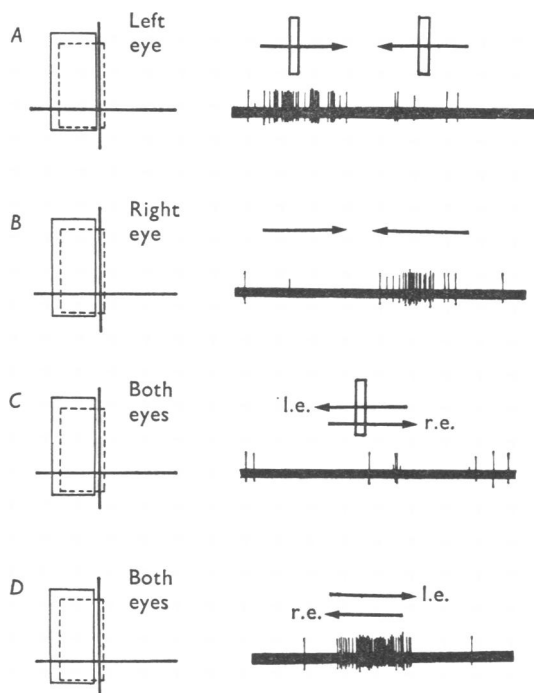 A
Left
eye
B
Right
eye
C
Both
eyes
l.e.
r.e.
D
Both
eyes
l.e.
r.e.